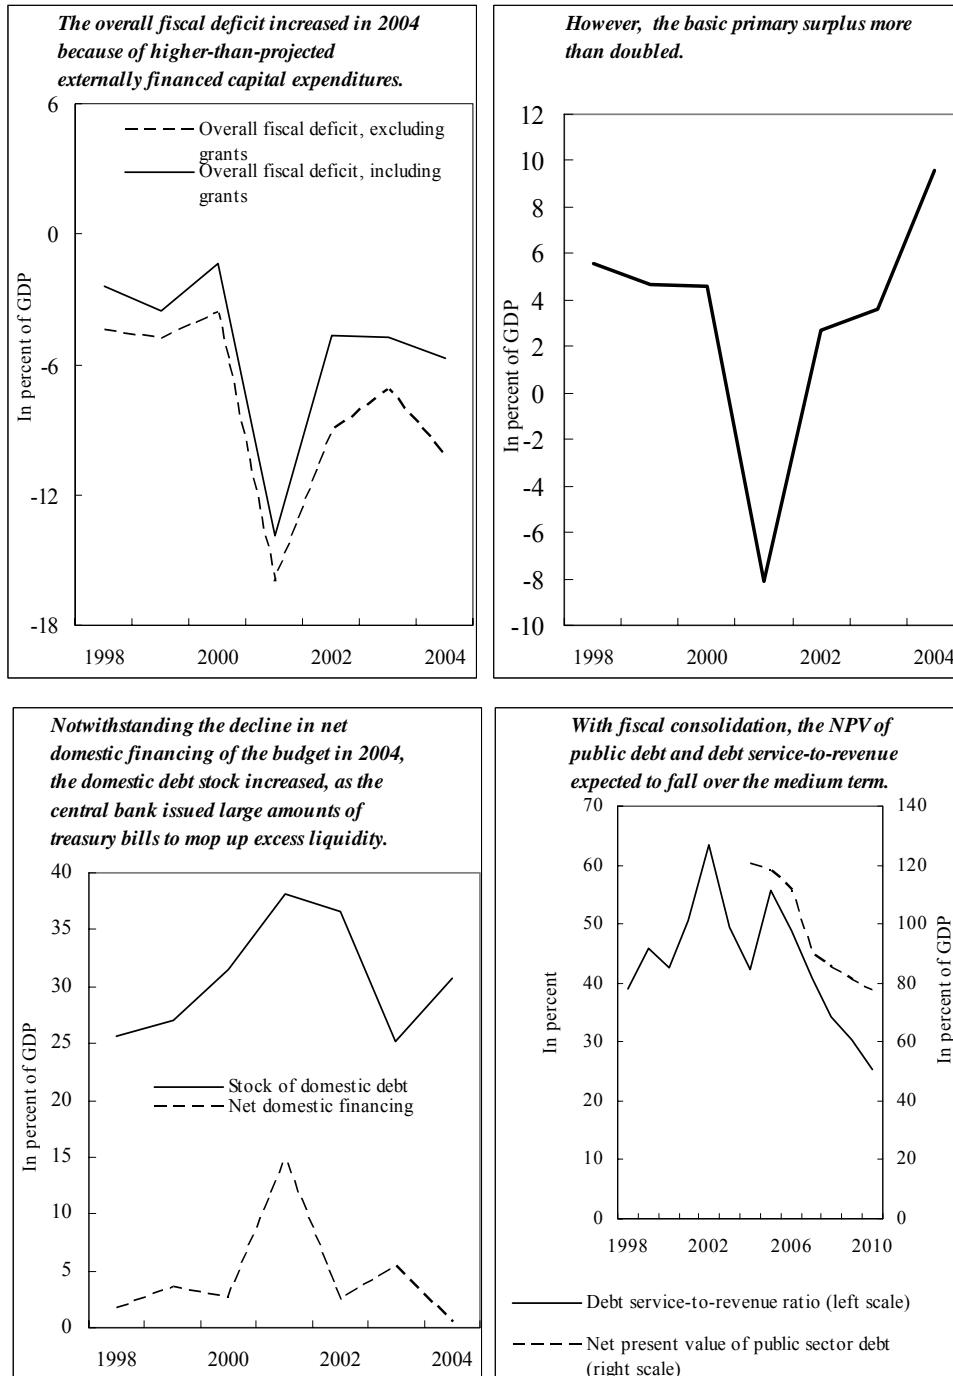 The overall fiscal deficit increased in 2004
because of higher-than-projected
externally financed capital expenditures.
6
0
-6
-12
-18
In percent of GDP
Overall fiscal deficit, excluding
grants
Overall fiscal deficit, including
grants
1998 2000 2002 2004
However, the basic primary surplus more
than doubled.
12
10
8
6
4
2
0
-2
-4
-6
-8
-10
In percent of GDP
1998 2000 2002 2004
Notwithstanding the decline in net
domestic financing of the budget in 2004,
the domestic debt stock increased, as the
central bank issued large amounts of
treasury bills to mop up excess liquidity.
40
35
30
25
20
15
10
5
0
In percent of GDP
Stock of domestic debt
Net domestic financing
1998 2000 2002 2004
With fiscal consolidation, the NPV of
public debt and debt service-to-revenue
expected to fall over the medium term.
70
60
50
40
30
20
10
0
In percent
140
120
100
80
60
40
20
0
In percent of GDP
1998 2002 2006 2010
Debt service-to-revenue ratio (left scale)
Net present value of public sector debt
(right scale)